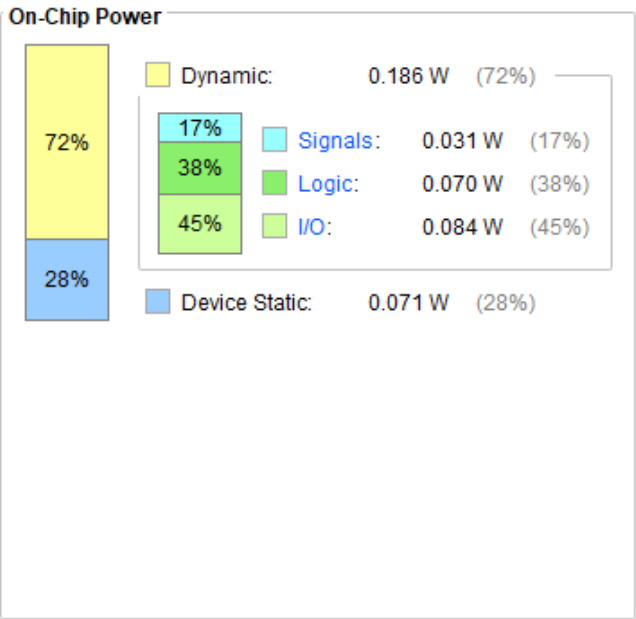 On-Chip Power
72%
28%
Dynamic: 0.186 W (72%)
17%
38%
45%
Signals: 0.031 W (17%)
Logic: 0.070 W (38%)
I/O: 0.084 W (45%)
Device Static: 0.071 W (28%)